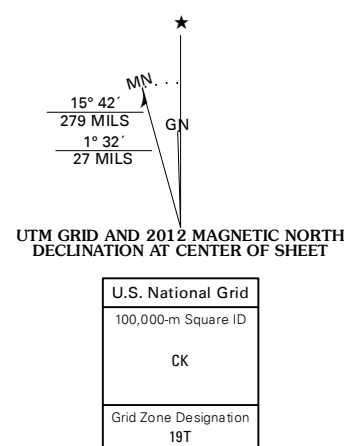 ★
MN
15° 42´
279 MILS
GN
1° 32´
27 MILS
UTM GRID AND 2012 MAGNETIC NORTH
DECLINATION AT CENTER OF SHEET
U.S. National Grid
100,000-m Square ID
CK
Grid Zone Designation
19T